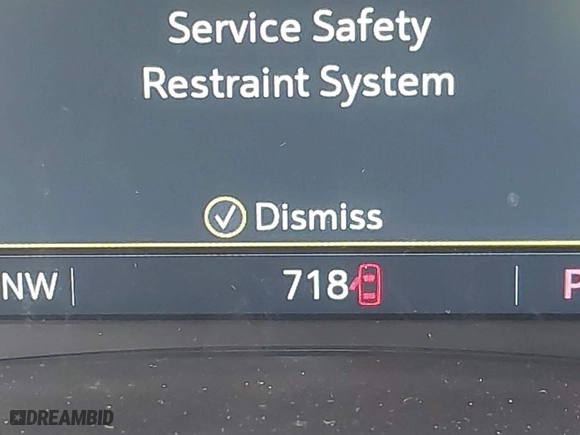 Service Safety
Restraint System
Dismiss
NW 718 P
DREAMBID